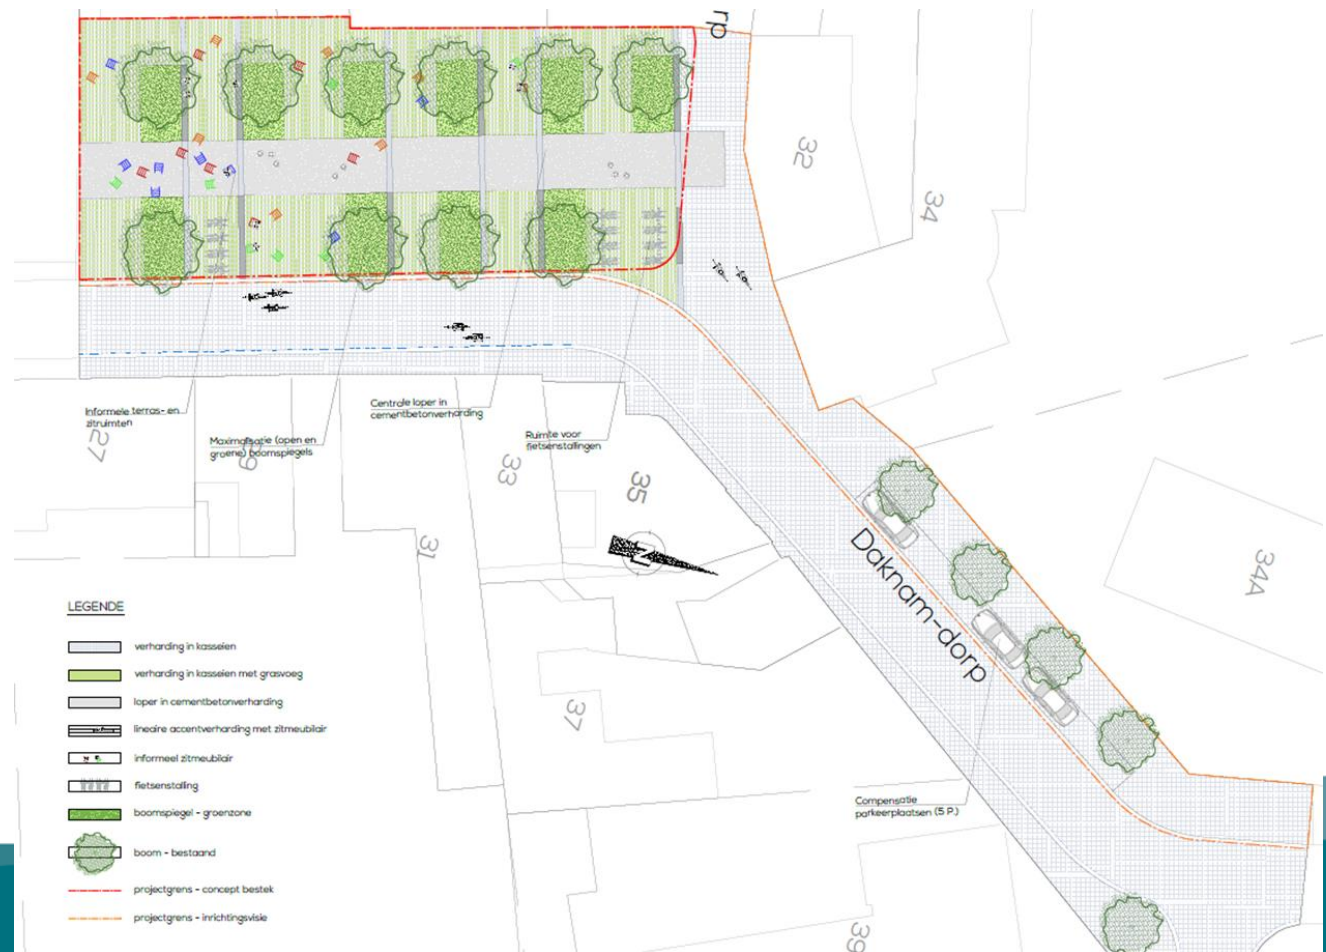 rp
32
34
Informele terras- en
zitruimten
Maximalisatie (open en
groene) boomspiegels
Centrale loper in
cementbetonverharding
Ruimte voor
fietsenstallingen
27
29
33
35
31
Z
Daknam-dorp
34A
37
Compensatie
parkeerplaatsen (5 P.)
39
LEGENDE
verharding in kasseien
verharding in kasseien met grasvoeg
loper in cementbetonverharding
lineaire accentverharding met zitmeubilair
informeel zitmeubilair
fietsenstalling
boomspiegel - groenzone
boom - bestaand
projectgrens - concept bestek
projectgrens - inrichtingsvisie